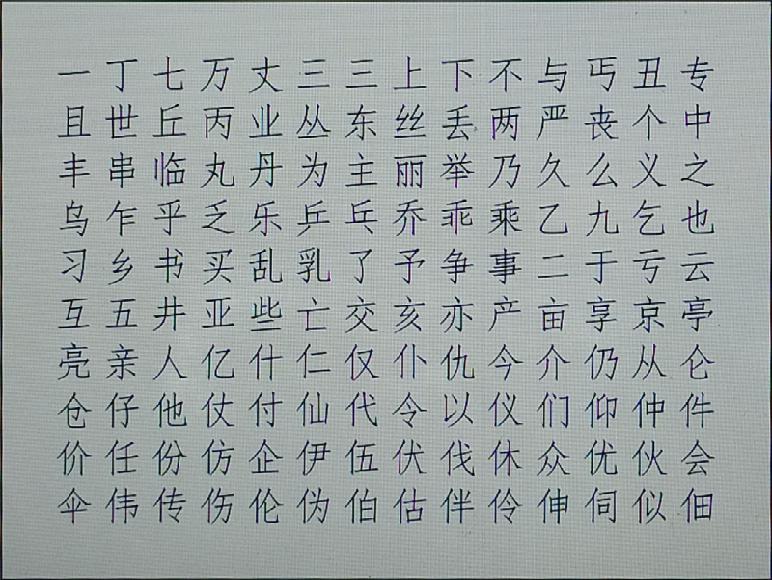 一丁七万丈三三上下不与丐丑专
且世丘丙业丛东丝丢两严丧个中
丰串临丸丹为主丽举乃久么义之
乌乍乎乏乐乒乓乔乖乘乙九乞也
习乡书买乱乳了予争事二于亏云
互五井亚些亡交亥亦产亩享京亭
亮亲人亿什仁仅仆仇今介仍从仑
仓仔他仗付仙代令以仪们仰仲件
价任份仿企伊伍伏伐休众优伙会
伞伟传伤伦伪伯估伴伶伸伺似佃